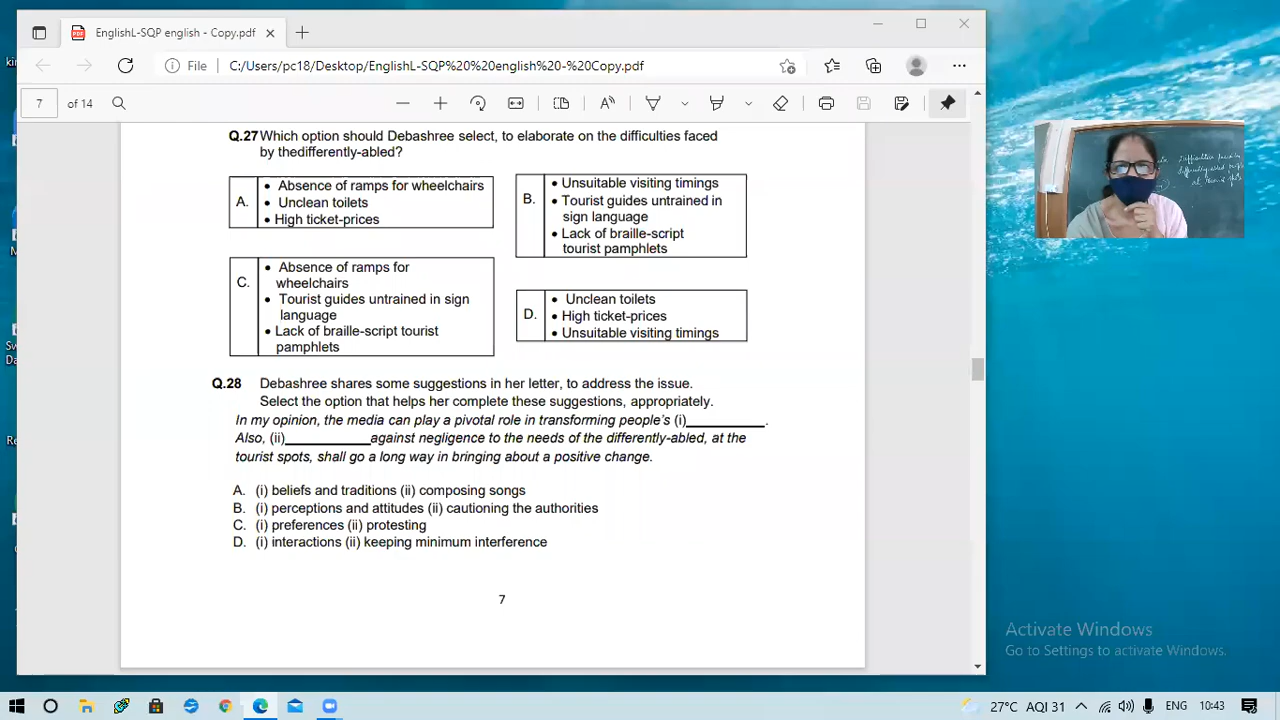 EnglishL-SQP english - Copy.pdf
File C:/Users/pc18/Desktop/EnglishL-SQP%20%20english%20-%20Copy.pdf
7 of 14
Q.27 Which option should Debashree select, to elaborate on the difficulties faced
by thedifferently-abled?
A.
• Absence of ramps for wheelchairs
• Unclean toilets
• High ticket-prices
B.
• Unsuitable visiting timings
• Tourist guides untrained in
sign language
• Lack of braille-script
tourist pamphlets
C.
• Absence of ramps for
wheelchairs
• Tourist guides untrained in sign
language
• Lack of braille-script tourist
pamphlets
D.
• Unclean toilets
• High ticket-prices
• Unsuitable visiting timings
Q.28 Debashree shares some suggestions in her letter, to address the issue.
Select the option that helps her complete these suggestions, appropriately.
In my opinion, the media can play a pivotal role in transforming people's (i)__________.
Also, (ii)___________against negligence to the needs of the differently-abled, at the
tourist spots, shall go a long way in bringing about a positive change.
A. (i) beliefs and traditions (ii) composing songs
B. (i) perceptions and attitudes (ii) cautioning the authorities
C. (i) preferences (ii) protesting
D. (i) interactions (ii) keeping minimum interference
7
Activate Windows
Go to Settings to activate Windows.
27°C AQI 31 ENG 10:43